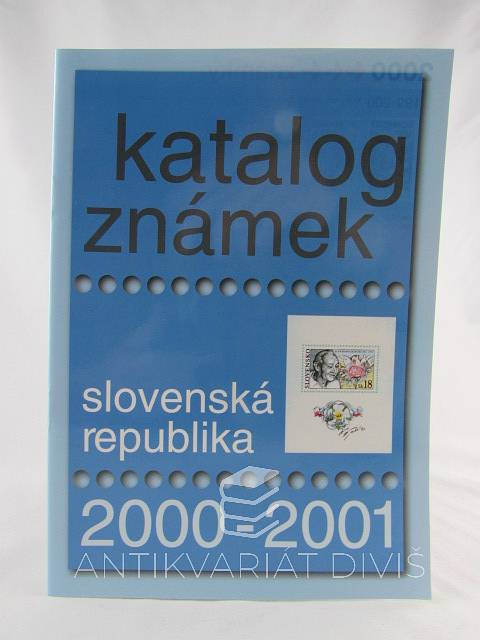 katalog
známek
SLOVENSKO
18
slovenská
republika
2000-2001
ANTIKVARIÁT DIVIŠ